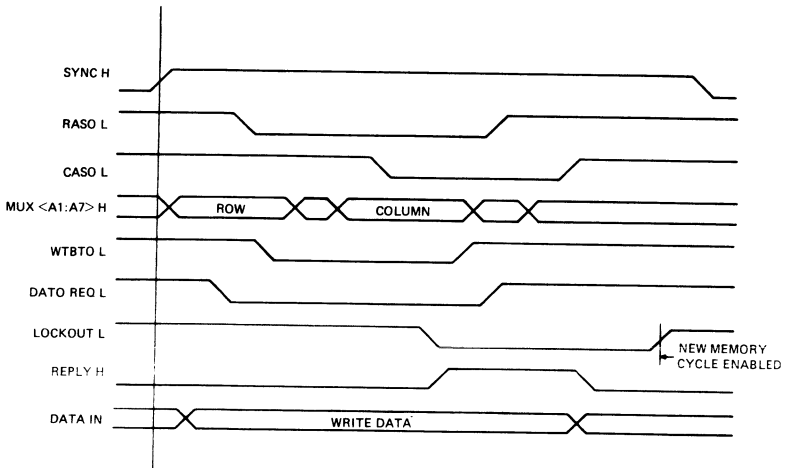 SYNC H
RASO L
CASO L
MUX <A1:A7> H
ROW
COLUMN
WTBTO L
DATO REQ L
LOCKOUT L
NEW MEMORY
CYCLE ENABLED
REPLY H
DATA IN
WRITE DATA